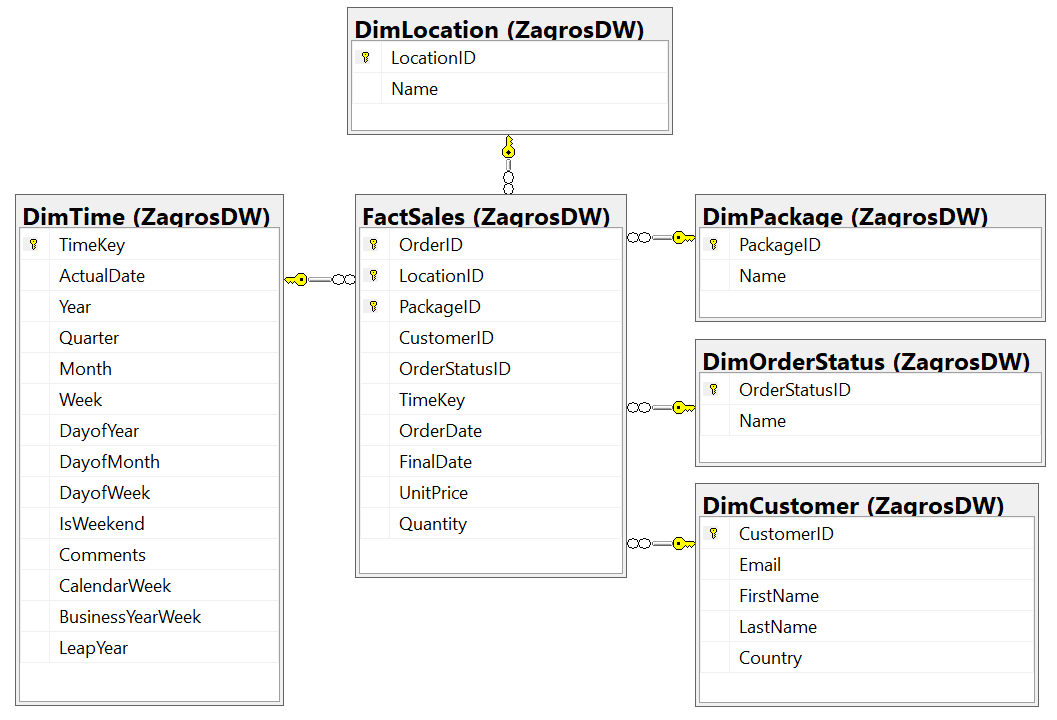 DimLocation (ZagrosDW)
LocationID
Name
DimTime (ZagrosDW)
TimeKey
ActualDate
Year
Quarter
Month
Week
DayofYear
DayofMonth
DayofWeek
IsWeekend
Comments
CalendarWeek
BusinessYearWeek
LeapYear
FactSales (ZagrosDW)
OrderID
LocationID
PackageID
CustomerID
OrderStatusID
TimeKey
OrderDate
FinalDate
UnitPrice
Quantity
DimPackage (ZagrosDW)
PackageID
Name
DimOrderStatus (ZagrosDW)
OrderStatusID
Name
DimCustomer (ZagrosDW)
CustomerID
Email
FirstName
LastName
Country